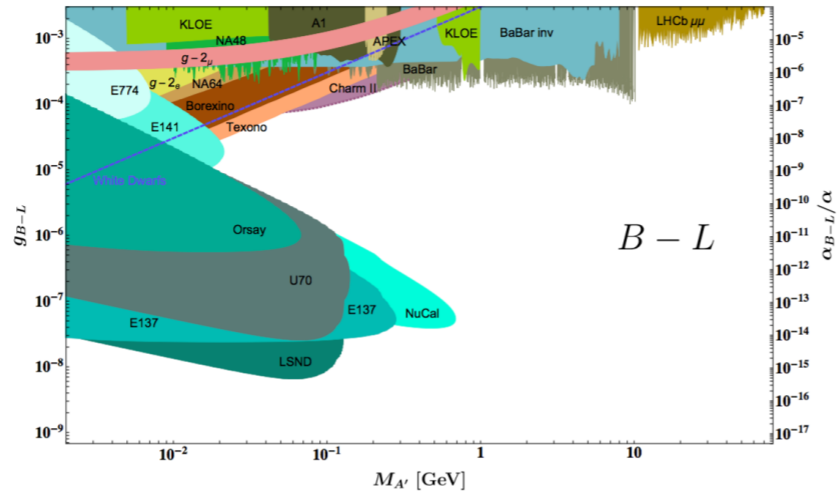 KLOE
A1
NA48
APEX
KLOE
BaBar inv
LHCb μμ
g−2μ
BaBar
E774
g−2e
NA64
Charm II
Borexino
E141
Texono
White Dwarfs
Orsay
B − L
U70
E137
E137
NuCal
LSND
10⁻³
10⁻⁴
10⁻⁵
10⁻⁶
10⁻⁷
10⁻⁸
10⁻⁹
g_B−L
10⁻⁵
10⁻⁶
10⁻⁷
10⁻⁸
10⁻⁹
10⁻¹⁰
10⁻¹¹
10⁻¹²
10⁻¹³
10⁻¹⁴
10⁻¹⁵
10⁻¹⁶
10⁻¹⁷
α_B−L/α
10⁻²
10⁻¹
1
10
M_A′ [GeV]